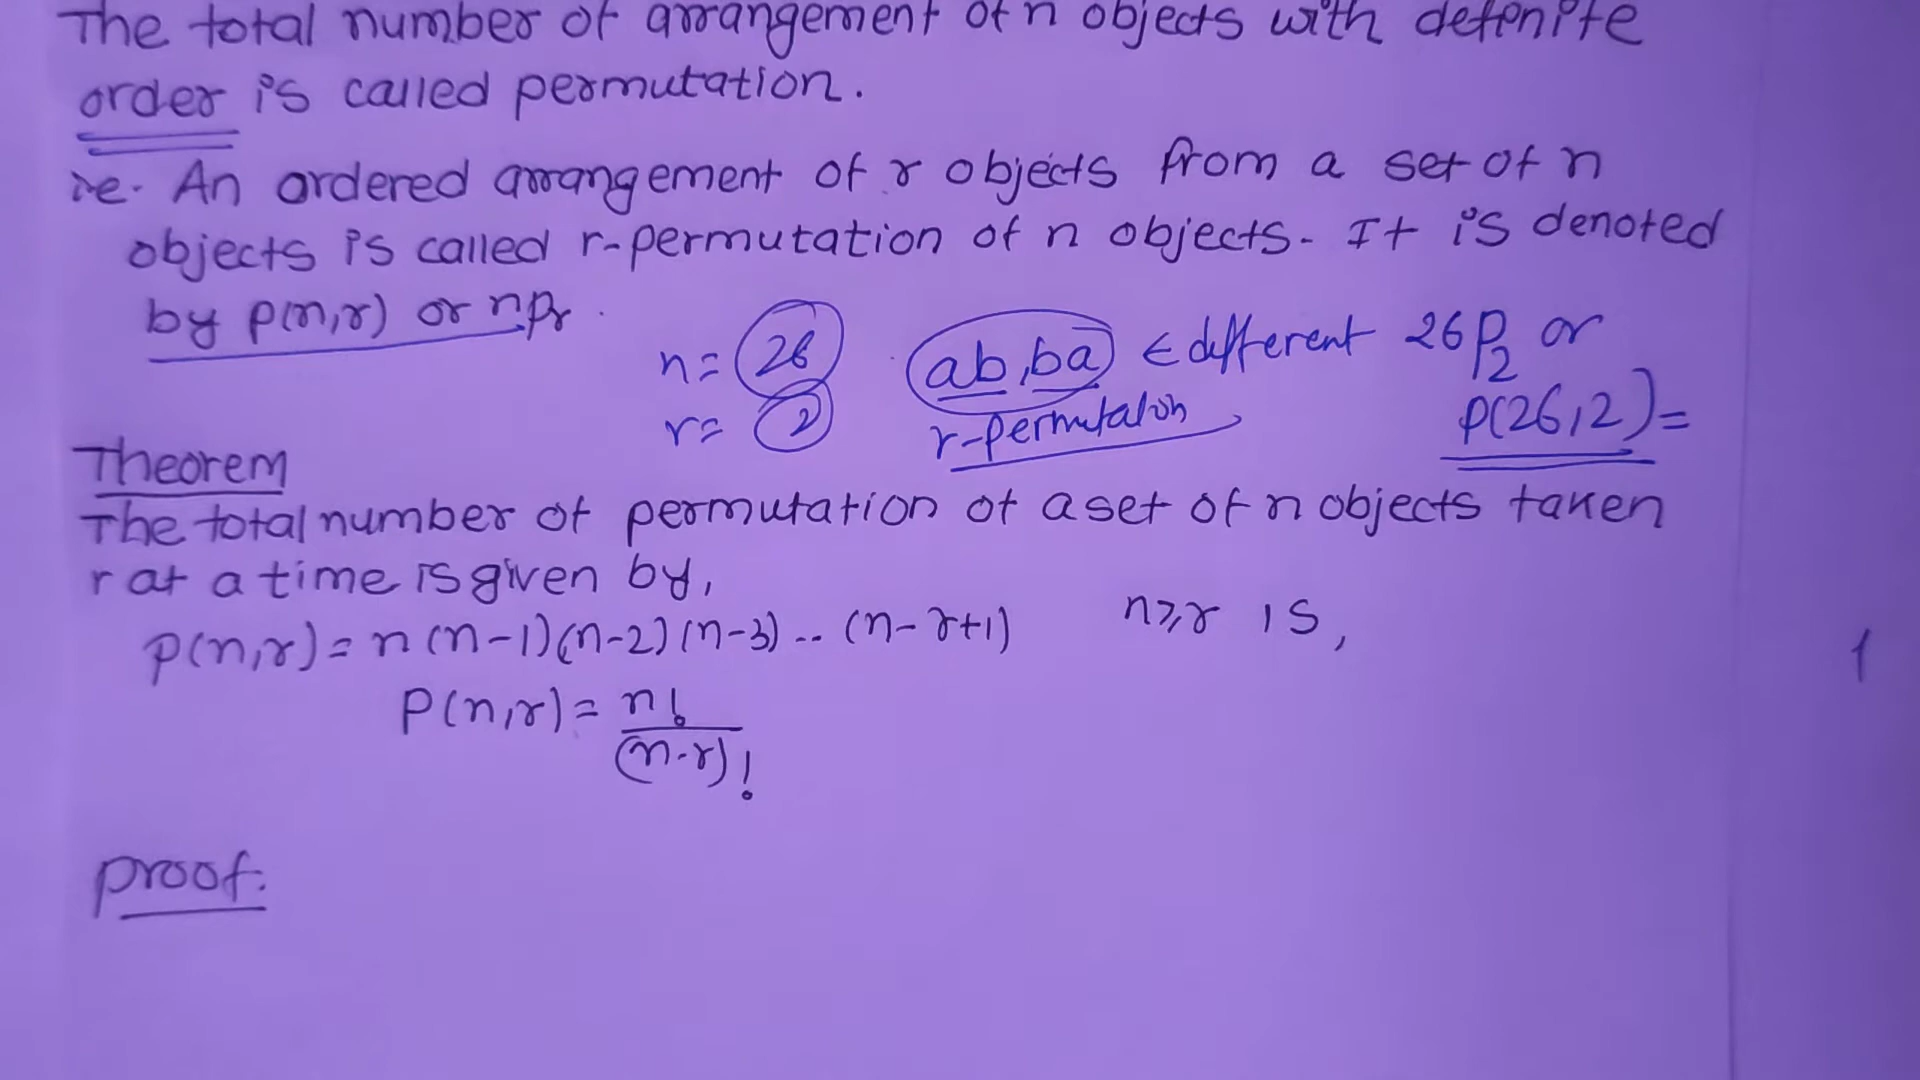 The total number of arrangement of n objects with definite
order is called permutation.
ie. An ordered arrangement of r objects from a set of n
objects is called r-permutation of n objects. It is denoted
by p(n,r) or npr.
n= 26 ab, ba ∈ different 26P2 or
r= 2 r-permutation P(26,2)=
Theorem
The total number of permutation of a set of n objects taken
r at a time is given by,
p(n,r)= n(n-1)(n-2)(n-3)..(n-r+1) n≥r is,
P(n,r)= n!/(n-r)!
1
proof: